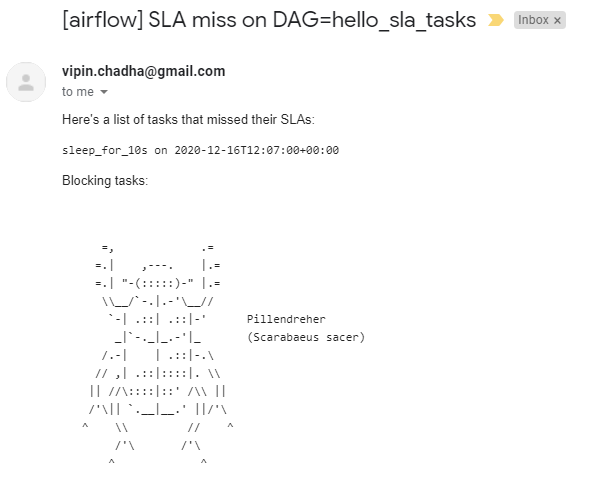 [airflow] SLA miss on DAG=hello_sla_tasks Inbox ×
vipin.chadha@gmail.com
to me
Here's a list of tasks that missed their SLAs:
sleep_for_10s on 2020-12-16T12:07:00+00:00
Blocking tasks:
=,             .=
=.|    ,---.    |.=
=.| "-(:::::)-" |.=
\\__/`-.|.-'\__//
`-| .::| .::|-'      Pillendreher
_|`-._|_.-'|_       (Scarabaeus sacer)
/.-|    | .::|-.\
// ,| .::|::::|. \\
|| //\::::|::' /\\ ||
/'\|| `.__|__.' ||/'\
^    \\         //    ^
/'\       /'\
^             ^